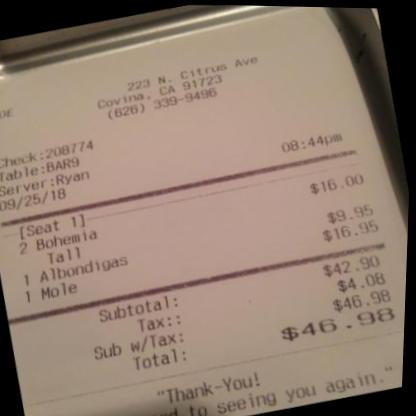 DE
223 N. Citrus Ave
Covina, CA 91723
(626) 339-9496
Check:208774
Table:BAR9 08:44pm
Server:Ryan
09/25/18
[Seat 1]
2 Bohemia $16.00
Tall
1 Albondigas $9.95
1 Mole $16.95
Subtotal: $42.90
Tax:: $4.08
Sub w/Tax: $46.98
Total: $46.98
"Thank-You!
to seeing you again."